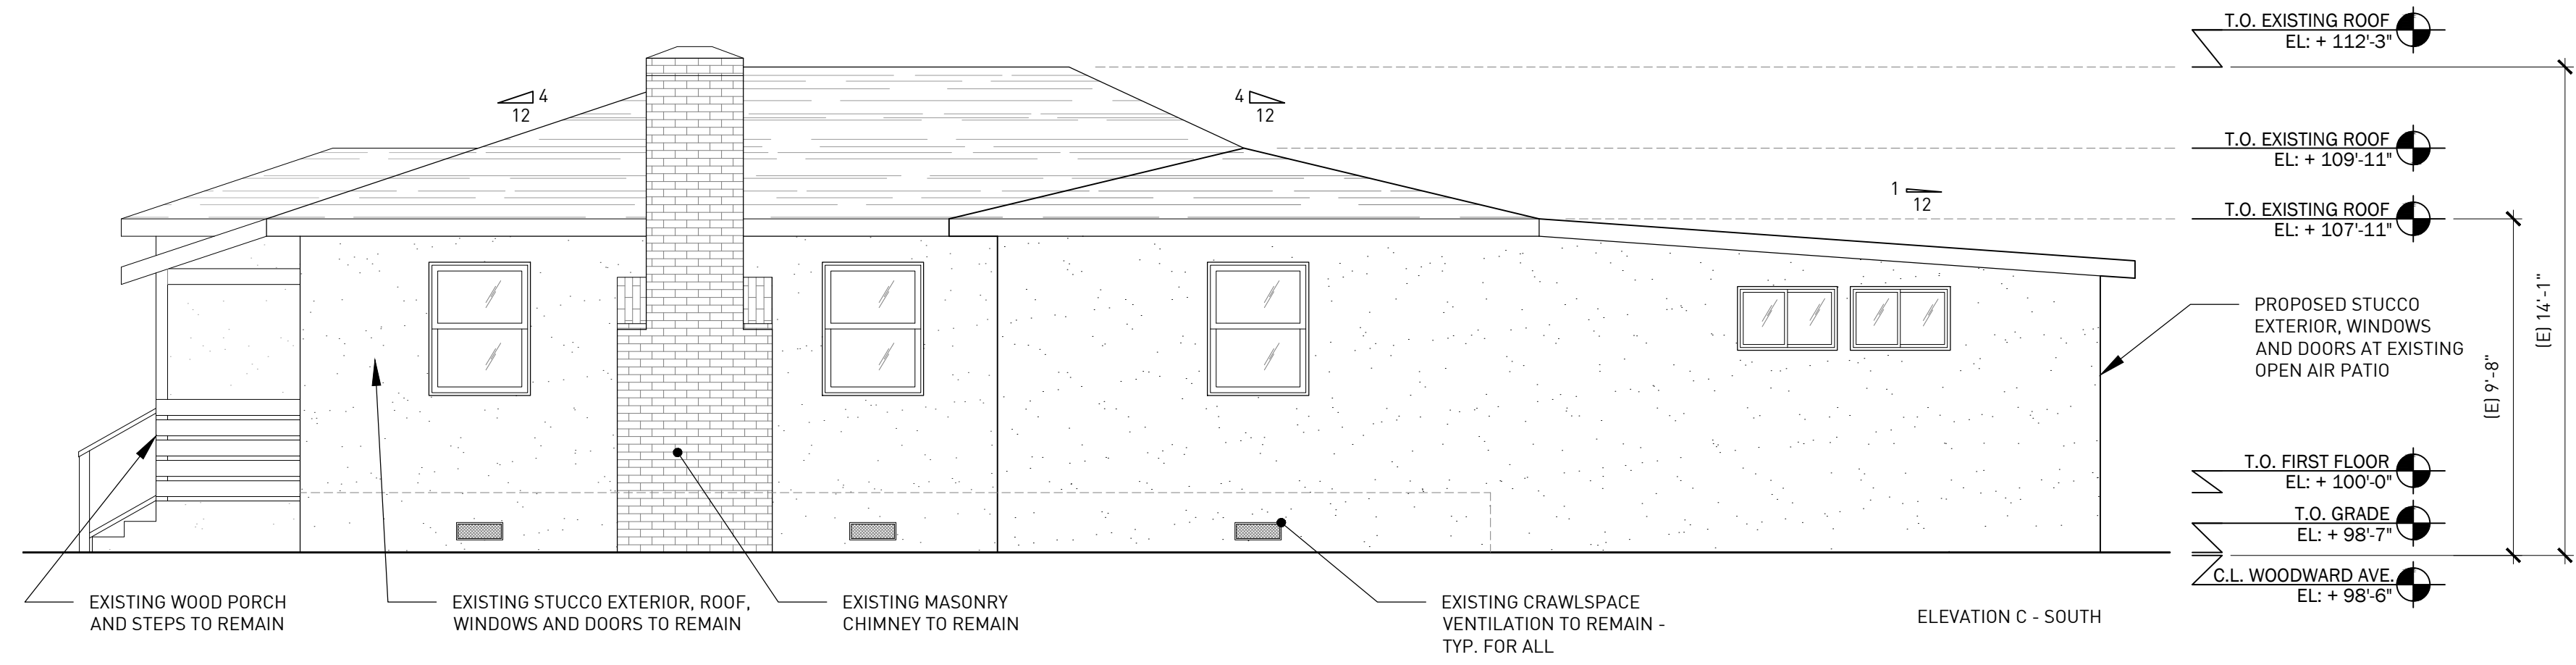 T.O. EXISTING ROOF
EL: + 112'-3"
4
12
4
12
T.O. EXISTING ROOF
EL: + 109'-11"
1
12
T.O. EXISTING ROOF
EL: + 107'-11"
PROPOSED STUCCO
EXTERIOR, WINDOWS
AND DOORS AT EXISTING
OPEN AIR PATIO
(E) 9'-8"
(E) 14'-1"
T.O. FIRST FLOOR
EL: + 100'-0"
T.O. GRADE
EL: + 98'-7"
C.L. WOODWARD AVE.
EL: + 98'-6"
EXISTING WOOD PORCH
AND STEPS TO REMAIN
EXISTING STUCCO EXTERIOR, ROOF,
WINDOWS AND DOORS TO REMAIN
EXISTING MASONRY
CHIMNEY TO REMAIN
EXISTING CRAWLSPACE
VENTILATION TO REMAIN -
TYP. FOR ALL
ELEVATION C - SOUTH